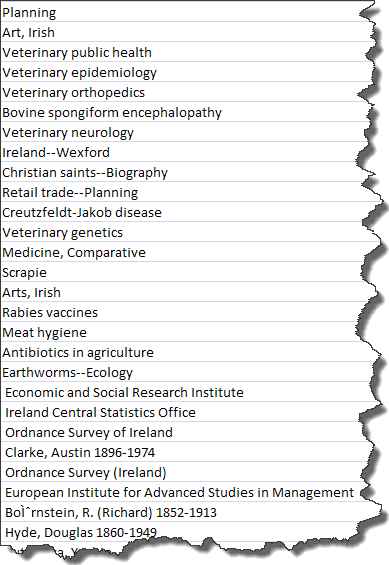 Planning
Art, Irish
Veterinary public health
Veterinary epidemiology
Veterinary orthopedics
Bovine spongiform encephalopathy
Veterinary neurology
Ireland--Wexford
Christian saints--Biography
Retail trade--Planning
Creutzfeldt-Jakob disease
Veterinary genetics
Medicine, Comparative
Scrapie
Arts, Irish
Rabies vaccines
Meat hygiene
Antibiotics in agriculture
Earthworms--Ecology
Economic and Social Research Institute
Ireland Central Statistics Office
Ordnance Survey of Ireland
Clarke, Austin 1896-1974
Ordnance Survey (Ireland)
European Institute for Advanced Studies in Management
BoÌˆrnstein, R. (Richard) 1852-1913
Hyde, Douglas 1860-1949